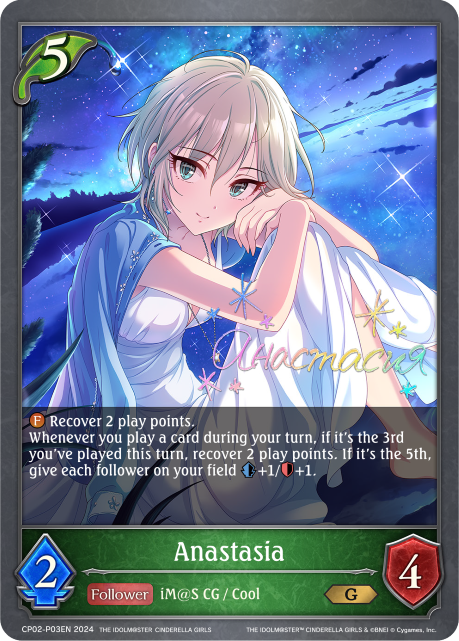 5
Анастасия
F Recover 2 play points.
Whenever you play a card during your turn, if it's the 3rd
you've played this turn, recover 2 play points. If it's the 5th,
give each follower on your field +1/+1.
Anastasia
2
Follower iM@S CG / Cool
G
4
CP02-P03EN 2024 THE IDOLM@STER CINDERELLA GIRLS THE IDOLM@STER™ CINDERELLA GIRLS & ©BNEI © Cygames, Inc.